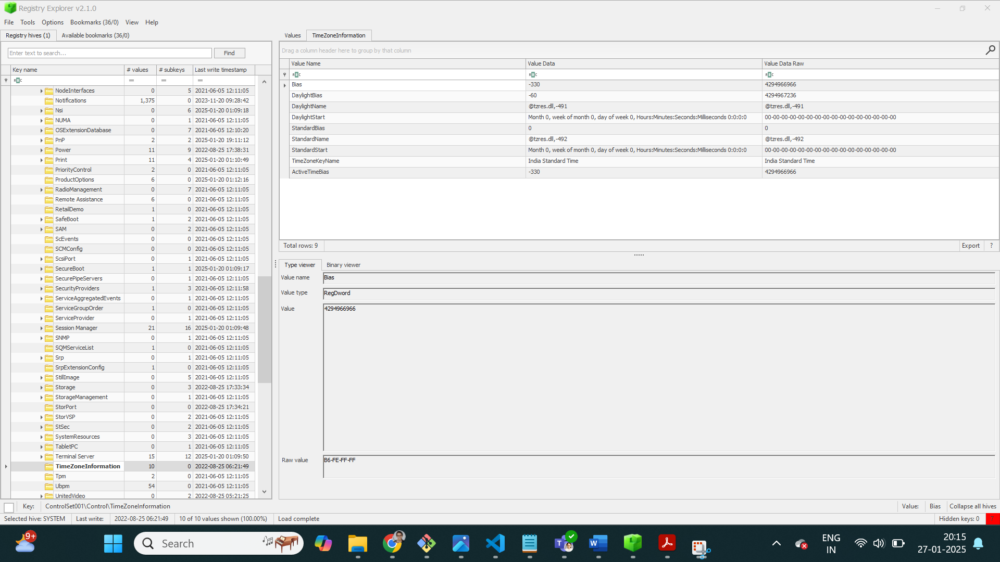 Registry Explorer v2.1.0
File Tools Options Bookmarks (36/0) View Help
Registry hives (1) Available bookmarks (36/0)
Enter text to search... Find
Key name # values # subkeys Last write timestamp
= = =
NodeInterfaces 0 5 2021-06-05 12:11:05
Notifications 1,375 0 2023-11-20 09:28:42
Nsi 0 6 2025-01-20 01:09:18
NUMA 0 1 2021-06-05 12:11:05
OSExtensionDatabase 0 7 2021-06-05 12:10:20
PnP 2 2 2025-01-20 19:11:12
Power 11 9 2022-08-25 17:38:31
Print 11 4 2025-01-20 01:10:49
PriorityControl 2 0 2021-06-05 12:11:05
ProductOptions 6 0 2025-01-20 01:12:16
RadioManagement 0 7 2021-06-05 12:11:05
Remote Assistance 6 0 2021-06-05 12:11:05
RetailDemo 1 0 2021-06-05 12:11:05
SafeBoot 1 2 2021-06-05 12:11:05
SAM 0 2 2021-06-05 12:11:05
ScEvents 0 0 2021-06-05 12:11:05
SCMConfig 0 0 2021-06-05 12:11:05
ScsiPort 0 1 2021-06-05 12:11:05
SecureBoot 1 1 2025-01-20 01:09:17
SecurePipeServers 0 1 2021-06-05 12:11:05
SecurityProviders 1 3 2021-06-05 12:11:58
ServiceAggregatedEvents 0 1 2021-06-05 12:11:05
ServiceGroupOrder 1 0 2021-06-05 12:11:05
ServiceProvider 0 1 2021-06-05 12:11:05
Session Manager 21 16 2025-01-20 01:09:48
SNMP 0 1 2021-06-05 12:11:05
SQMServiceList 1 0 2021-06-05 12:11:05
Srp 0 1 2021-06-05 12:11:05
SrpExtensionConfig 1 0 2021-06-05 12:11:05
StillImage 0 5 2021-06-05 12:11:05
Storage 0 3 2022-08-25 17:33:34
StorageManagement 0 1 2021-06-05 12:11:05
StorPort 0 0 2022-08-25 17:34:21
StorVSP 0 2 2021-06-05 12:11:05
StSec 0 2 2021-06-05 12:11:05
SystemResources 0 3 2021-06-05 12:11:05
TabletPC 0 1 2021-06-05 12:11:05
Terminal Server 15 12 2025-01-20 01:09:50
TimeZoneInformation 10 0 2022-08-25 06:21:49
Tpm 2 0 2021-06-05 12:11:05
Ubpm 54 0 2021-06-05 12:11:05
UnitedVideo 0 2 2022-08-25 05:21:25
Values TimeZoneInformation
Drag a column header here to group by that column
Value Name Value Data Value Data Raw
Bias -330 4294966966
DaylightBias -60 4294967236
DaylightName @tzres.dll,-491 @tzres.dll,-491
DaylightStart Month 0, week of month 0, day of week 0, Hours:Minutes:Seconds:Milliseconds 0:0:0:0 00-00-00-00-00-00-00-00-00-00-00-00-00-00-00-00
StandardBias 0 0
StandardName @tzres.dll,-492 @tzres.dll,-492
StandardStart Month 0, week of month 0, day of week 0, Hours:Minutes:Seconds:Milliseconds 0:0:0:0 00-00-00-00-00-00-00-00-00-00-00-00-00-00-00-00
TimeZoneKeyName India Standard Time India Standard Time
ActiveTimeBias -330 4294966966
Total rows: 9 Export ?
Type viewer Binary viewer
Value name Bias
Value type RegDword
Value 4294966966
Raw value B6-FE-FF-FF
Key: ControlSet001\Control\TimeZoneInformation Value: Bias Collapse all hives
Selected hive: SYSTEM Last write: 2022-08-25 06:21:49 10 of 10 values shown (100.00%) Load complete Hidden keys: 0 7
9+ Search ENG IN 20:15 27-01-2025